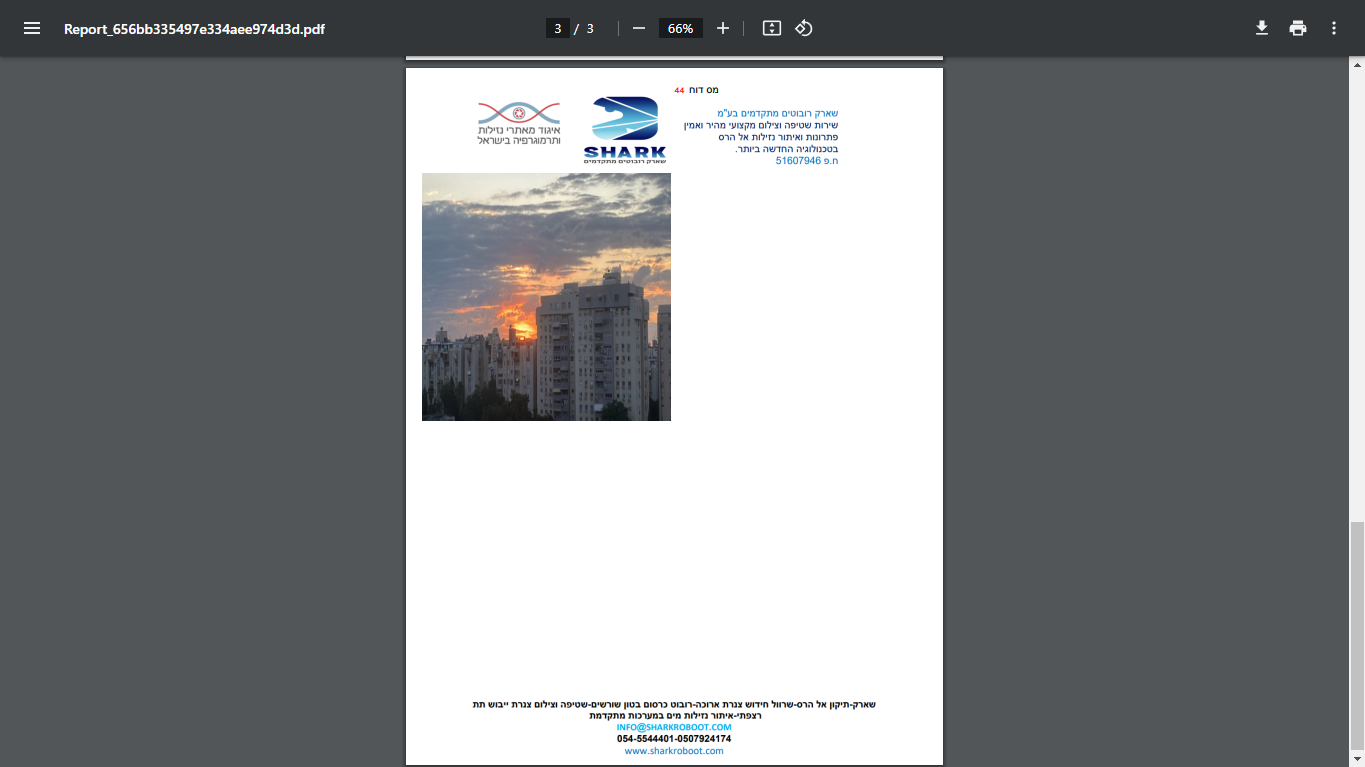 Report_656bb335497e334aee974d3d.pdf
3 / 3
66%
מס דוח 44
שארק רובוטים מתקדמים בע"מ
שירות שטיפה וצילום מקצועי מהיר ואמין
פתרונות ואיתור נזילות אל הרס
בטכנולוגיה החדשה ביותר.
ח.פ 51607946
SHARK
שארק רובוטים מתקדמים
איגוד מאתרי נזילות
ותרמוגרפיה בישראל
שארק-תיקון אל הרס-שרוול חידוש צנרת ארוכה-רובוט כרסום בטון שורשים-שטיפה וצילום צנרת ייבוש תת
רצפתי-איתור נזילות מים במערכות מתקדמת
INFO@SHARKROBOOT.COM
054-5544401-0507924174
www.sharkroboot.com